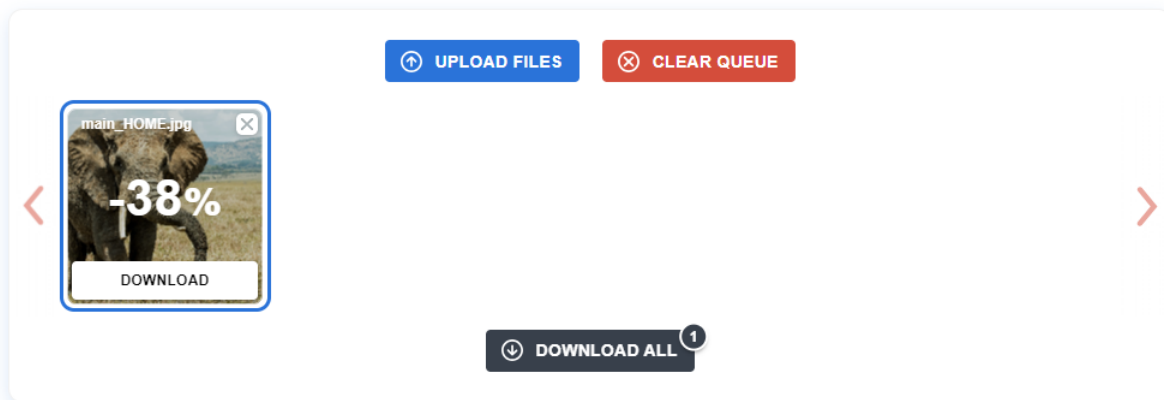 UPLOAD FILES
CLEAR QUEUE
main_HOME.jpg
-38%
DOWNLOAD
DOWNLOAD ALL
1